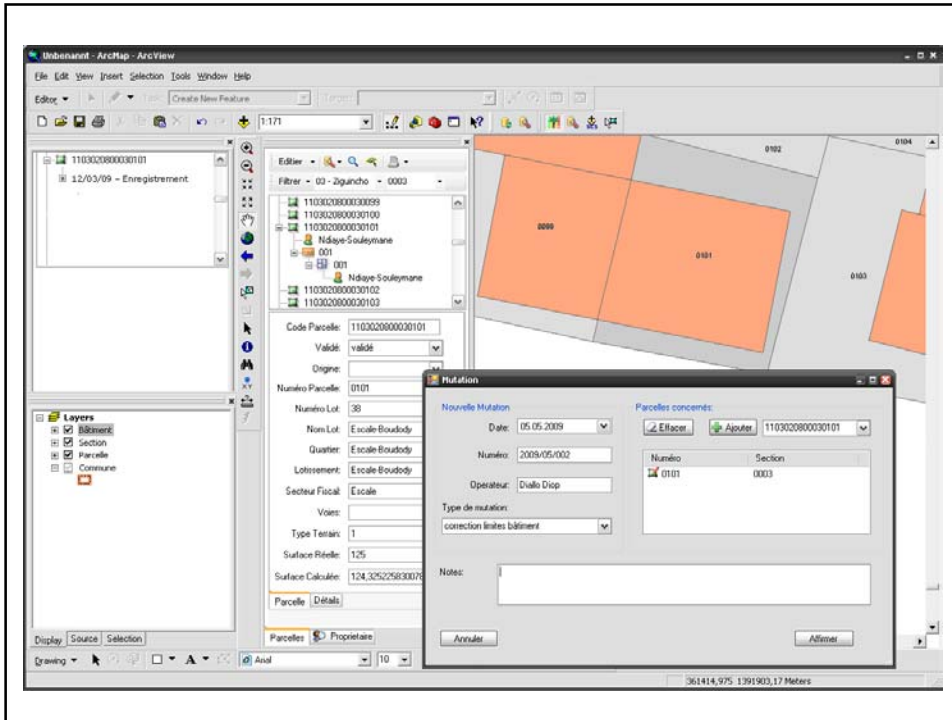 Unbenannt - ArcMap - ArcView
File Edit View Insert Selection Tools Window Help
Editor Task: Create New Feature Target:
1:171
1103020800030101
12/03/09 - Enregistrement
Editier
Filtrer - 03 - Ziguincho - 0003
1103020800030099
1103020800030100
1103020800030101
Ndiaye-Souleymane
001
001
Ndiaye-Souleymane
1103020800030102
1103020800030103
Code Parcelle: 1103020800030101
Validé: validé
Origine:
Numéro Parcelle: 0101
Numéro Lot: 38
Nom Lot: Escale-Boudody
Quartier: Escale-Boudody
Lotissement: Escale-Boudody
Secteur Fiscal: Escale
Voies:
Type Terrain: 1
Surface Réelle: 125
Surface Calculée: 124,325225830078
Parcelle Détails
Parcelles Proprietaire
Layers
Bâtiment
Section
Parcelle
Commune
Display Source Selection
Drawing A Arial 10
0102
0104
0099
0101
0103
Mutation
Nouvelle Mutation
Date: 05.05.2009
Numéro: 2009/05/002
Operateur: Diallo Diop
Type de mutation:
correction limites bâtiment
Parcelles concernés:
Effacer Ajouter 1103020800030101
Numéro Section
0101 0003
Notes:
Annuler Affirmer
361414,975 1391903,17 Meters